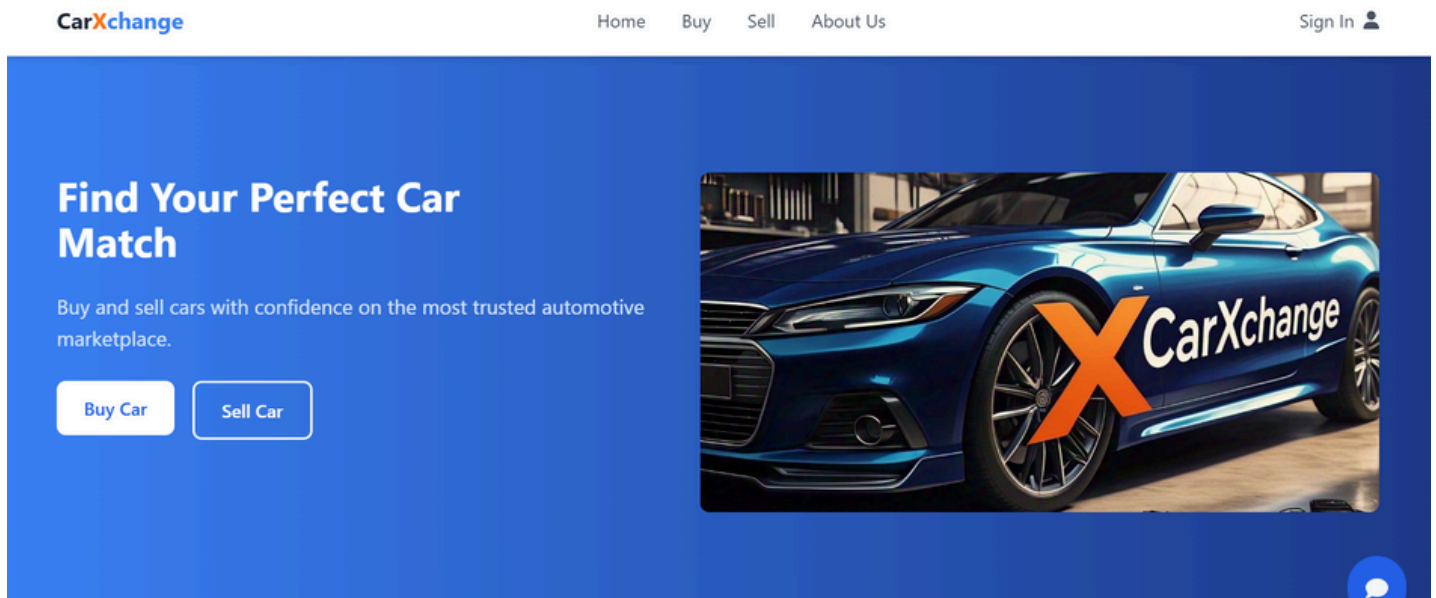 CarXchange
Home Buy Sell About Us
Sign In
Find Your Perfect Car
Match
Buy and sell cars with confidence on the most trusted automotive
marketplace.
Buy Car Sell Car
X CarXchange